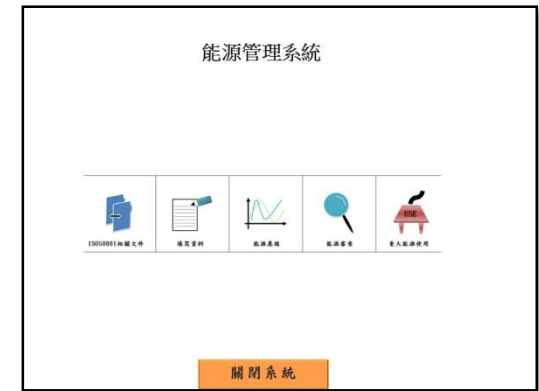 能源管理系統
ISO50001相關文件
填寫資料
能源基線
能源審查
USE
重大能源使用
關閉系統